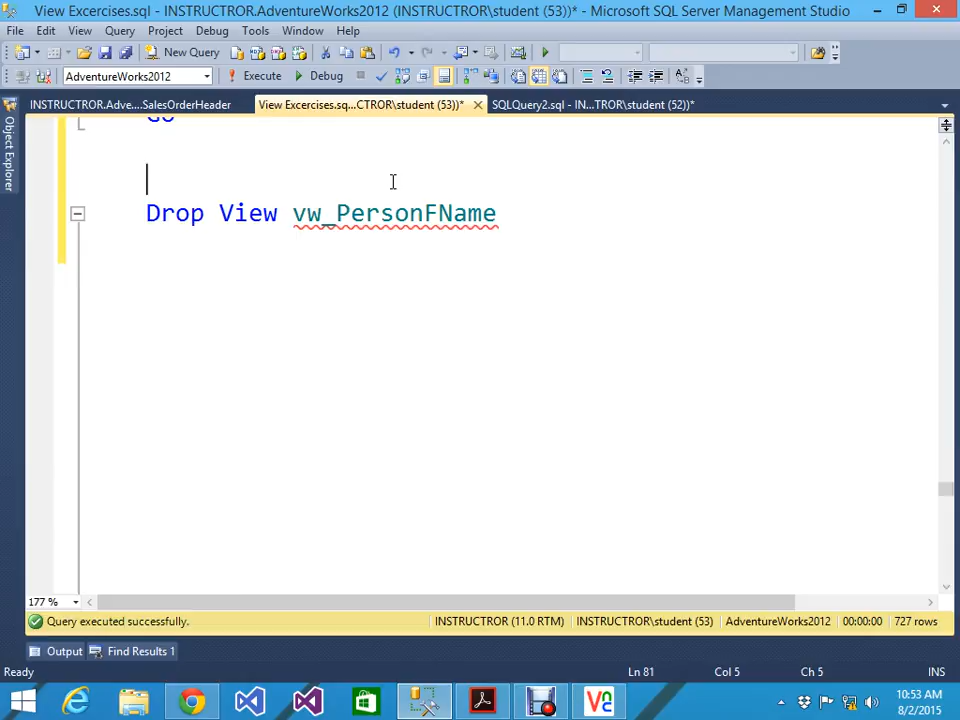 View Excercises.sql - INSTRUCTROR.AdventureWorks2012 (INSTRUCTROR\student (53))* - Microsoft SQL Server Management Studio
File Edit View Query Project Debug Tools Window Help
New Query
AdventureWorks2012 Execute Debug
INSTRUCTROR.Adve....SalesOrderHeader View Excercises.sq...CTROR\student (53))* SQLQuery2.sql - IN...TROR\student (52))*
Object Explorer
Go
Drop View vw_PersonFName
177 %
Query executed successfully. INSTRUCTROR (11.0 RTM) INSTRUCTROR\student (53) AdventureWorks2012 00:00:00 727 rows
Output Find Results 1
Ready Ln 81 Col 5 Ch 5 INS
10:53 AM
8/2/2015